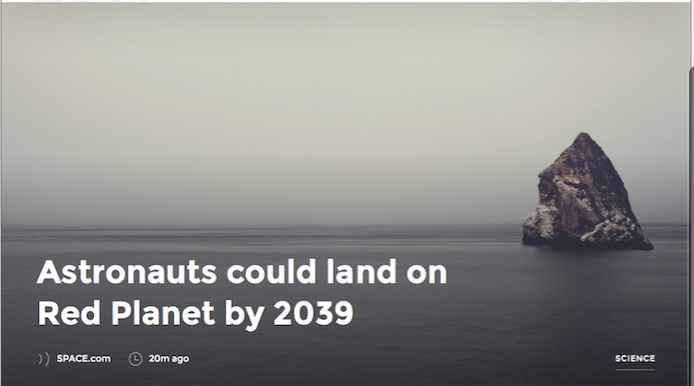 Astronauts could land on
Red Planet by 2039
SPACE.com 20m ago SCIENCE